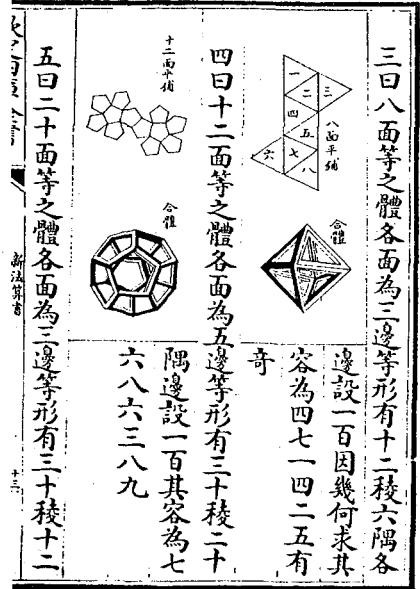 三曰八面等之體各面為三邊等形有十二稜六隅各
邊設一百因幾何求其
容為四七一四二五有
奇
八面平鋪
一
二
三
四
五
六
七
八
合體
四曰十二面等之體各面為五邊等形有三十稜二十
隅邊設一百其容為七
六八六三八九
十二面平鋪
合體
五曰二十面等之體各面為三邊等形有三十稜十二
新法算書
十三